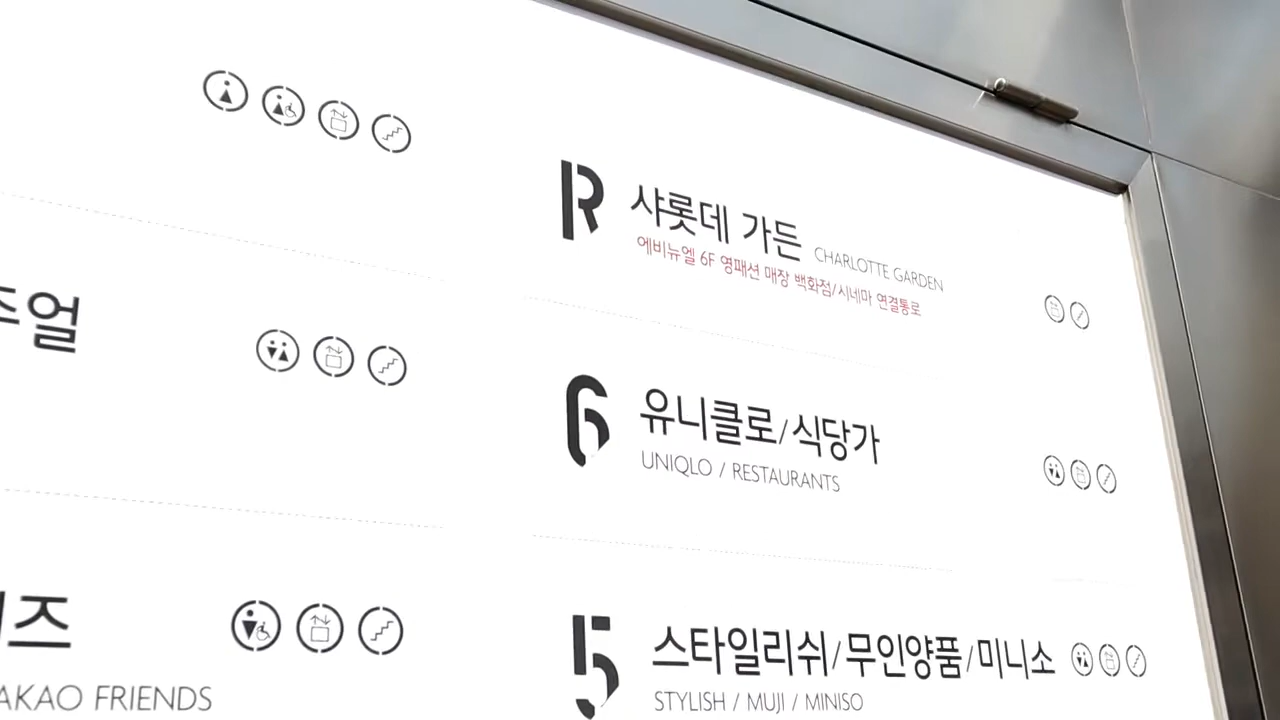 R 샤롯데 가든 CHARLOTTE GARDEN
에비뉴엘 6F 영패션 매장 백화점/시네마 연결통로
6 유니클로/식당가
UNIQLO / RESTAURANTS
5 스타일리쉬/무인양품/미니소
STYLISH / MUJI / MINISO
얼
즈
AKAO FRIENDS